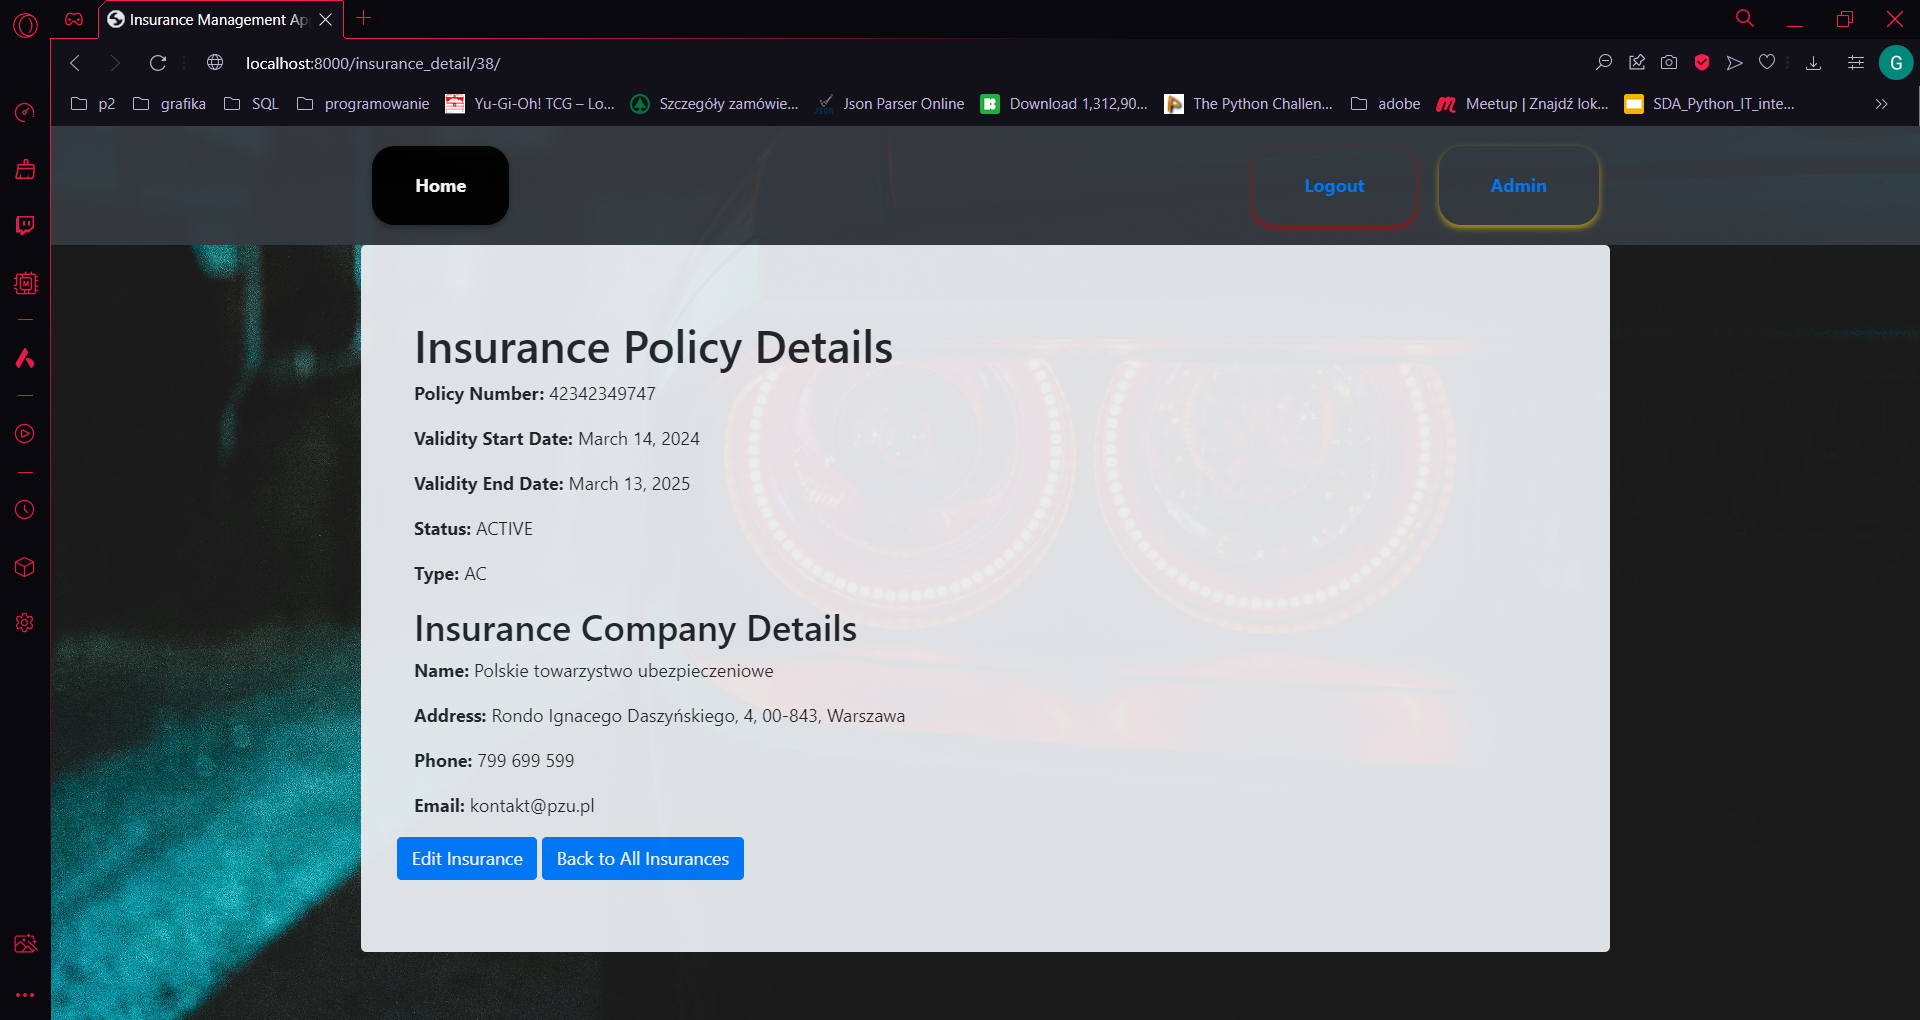 Insurance Management Ap
localhost:8000/insurance_detail/38/
G
p2 grafika SQL programowanie Yu-Gi-Oh! TCG – Lo... Szczegóły zamówie... Json Parser Online Download 1,312,90... The Python Challen... adobe Meetup | Znajdź lok... SDA_Python_IT_inte...
Home Logout Admin
Insurance Policy Details
Policy Number: 42342349747
Validity Start Date: March 14, 2024
Validity End Date: March 13, 2025
Status: ACTIVE
Type: AC
Insurance Company Details
Name: Polskie towarzystwo ubezpieczeniowe
Address: Rondo Ignacego Daszyńskiego, 4, 00-843, Warszawa
Phone: 799 699 599
Email: kontakt@pzu.pl
Edit Insurance Back to All Insurances